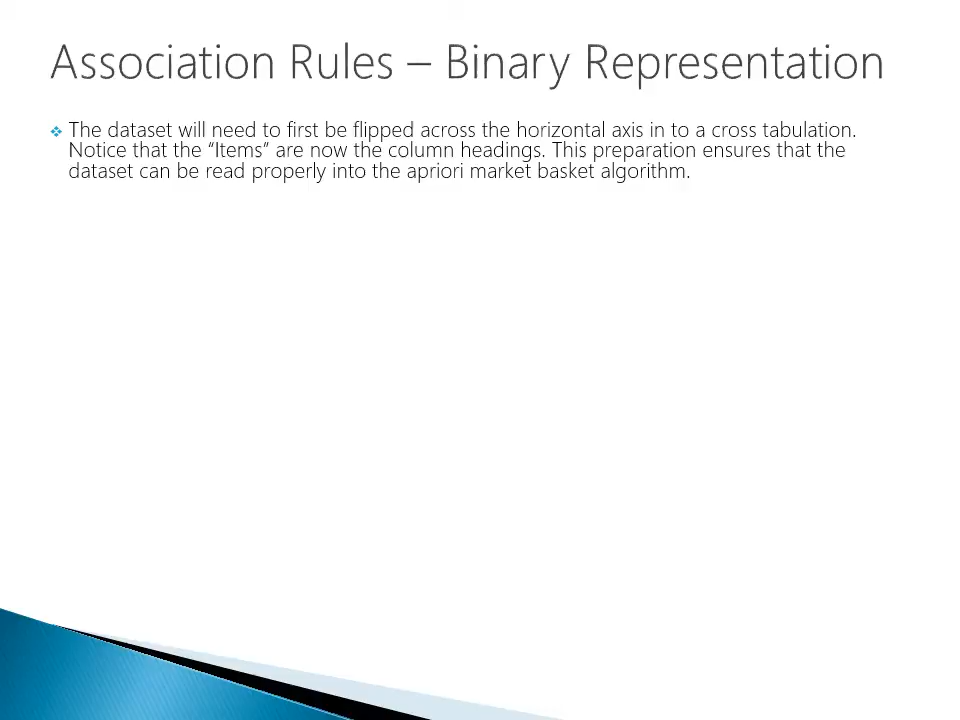 Association Rules – Binary Representation
❖ The dataset will need to first be flipped across the horizontal axis in to a cross tabulation.
Notice that the “Items” are now the column headings. This preparation ensures that the
dataset can be read properly into the apriori market basket algorithm.